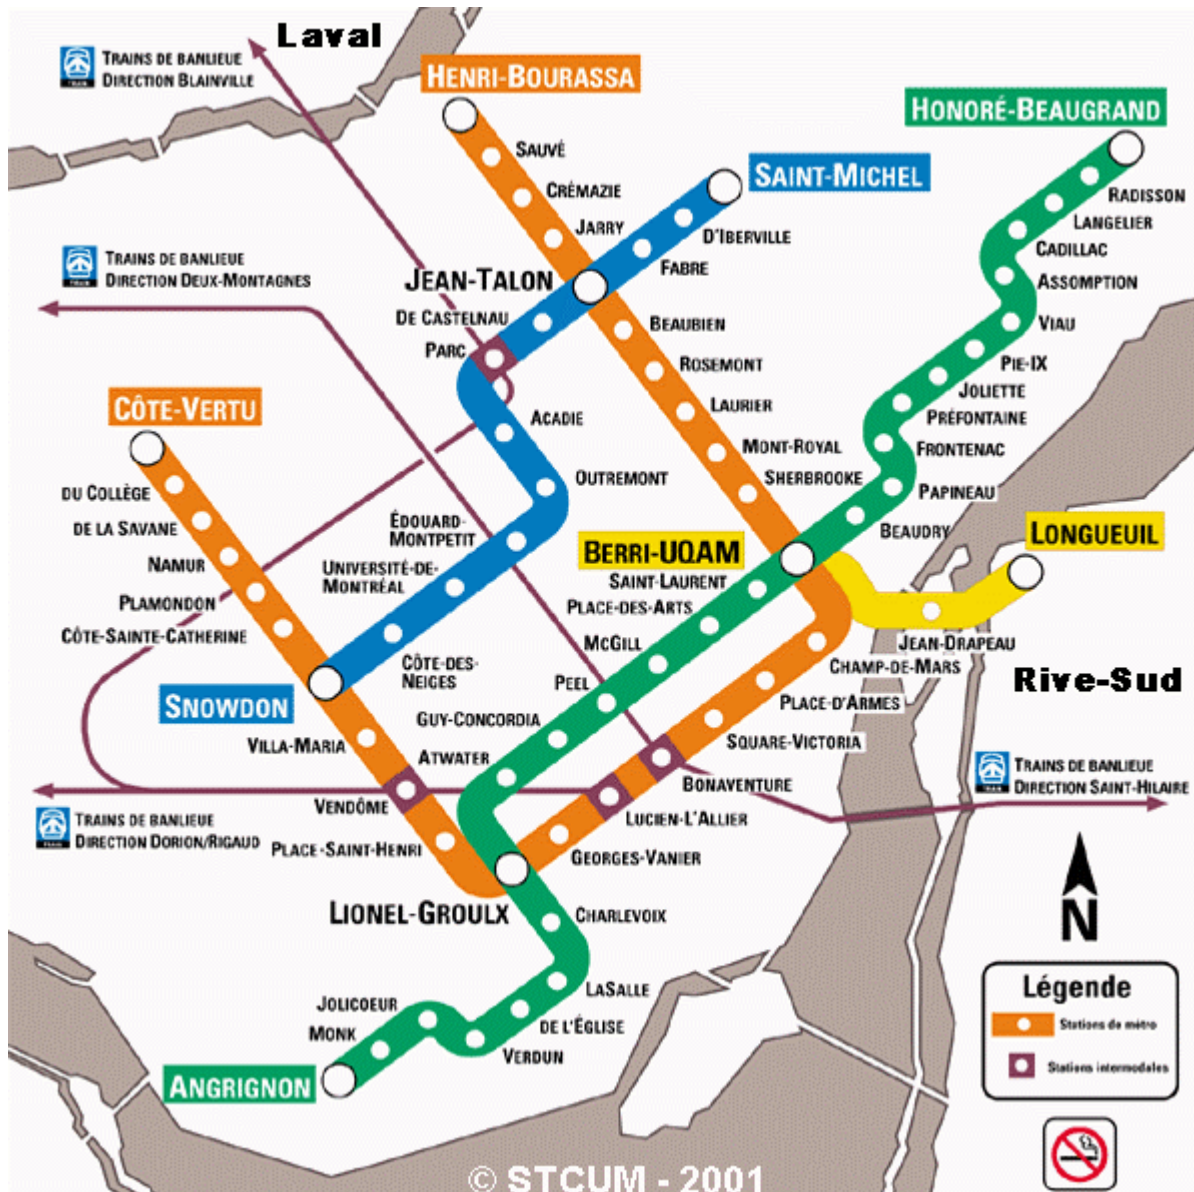 Laval
TRAINS DE BANLIEUE
DIRECTION BLAINVILLE
HENRI-BOURASSA
HONORÉ-BEAUGRAND
SAUVÉ
SAINT-MICHEL
CRÉMAZIE
RADISSON
JARRY
LANGELIER
D'IBERVILLE
CADILLAC
TRAINS DE BANLIEUE
DIRECTION DEUX-MONTAGNES
FABRE
JEAN-TALON
ASSOMPTION
DE CASTELNAU
BEAUBIEN
VIAU
PARC
ROSEMONT
PIE-IX
JOLIETTE
CÔTE-VERTU
LAURIER
ACADIE
PRÉFONTAINE
MONT-ROYAL
FRONTENAC
SHERBROOKE
OUTREMONT
DU COLLÈGE
PAPINEAU
DE LA SAVANE
ÉDOUARD-
MONTPETIT
BEAUDRY
LONGUEUIL
BERRI-UQAM
NAMUR
UNIVERSITÉ-DE-
MONTRÉAL
SAINT-LAURENT
PLAMONDON
PLACE-DES-ARTS
CÔTE-SAINTE-CATHERINE
MCGILL
JEAN-DRAPEAU
CÔTE-DES-
NEIGES
CHAMP-DE-MARS
Rive-Sud
PEEL
SNOWDON
PLACE-D'ARMES
GUY-CONCORDIA
VILLA-MARIA
SQUARE-VICTORIA
ATWATER
TRAINS DE BANLIEUE
DIRECTION SAINT-HILAIRE
BONAVENTURE
VENDÔME
LUCIEN-L'ALLIER
TRAINS DE BANLIEUE
DIRECTION DORION/RIGAUD
PLACE-SAINT-HENRI
GEORGES-VANIER
LIONEL-GROULX
CHARLEVOIX
N
LASALLE
Légende
JOLICOEUR
DE L'ÉGLISE
Stations de métro
MONK
VERDUN
Stations intermodales
ANGRIGNON
© STCUM - 2001